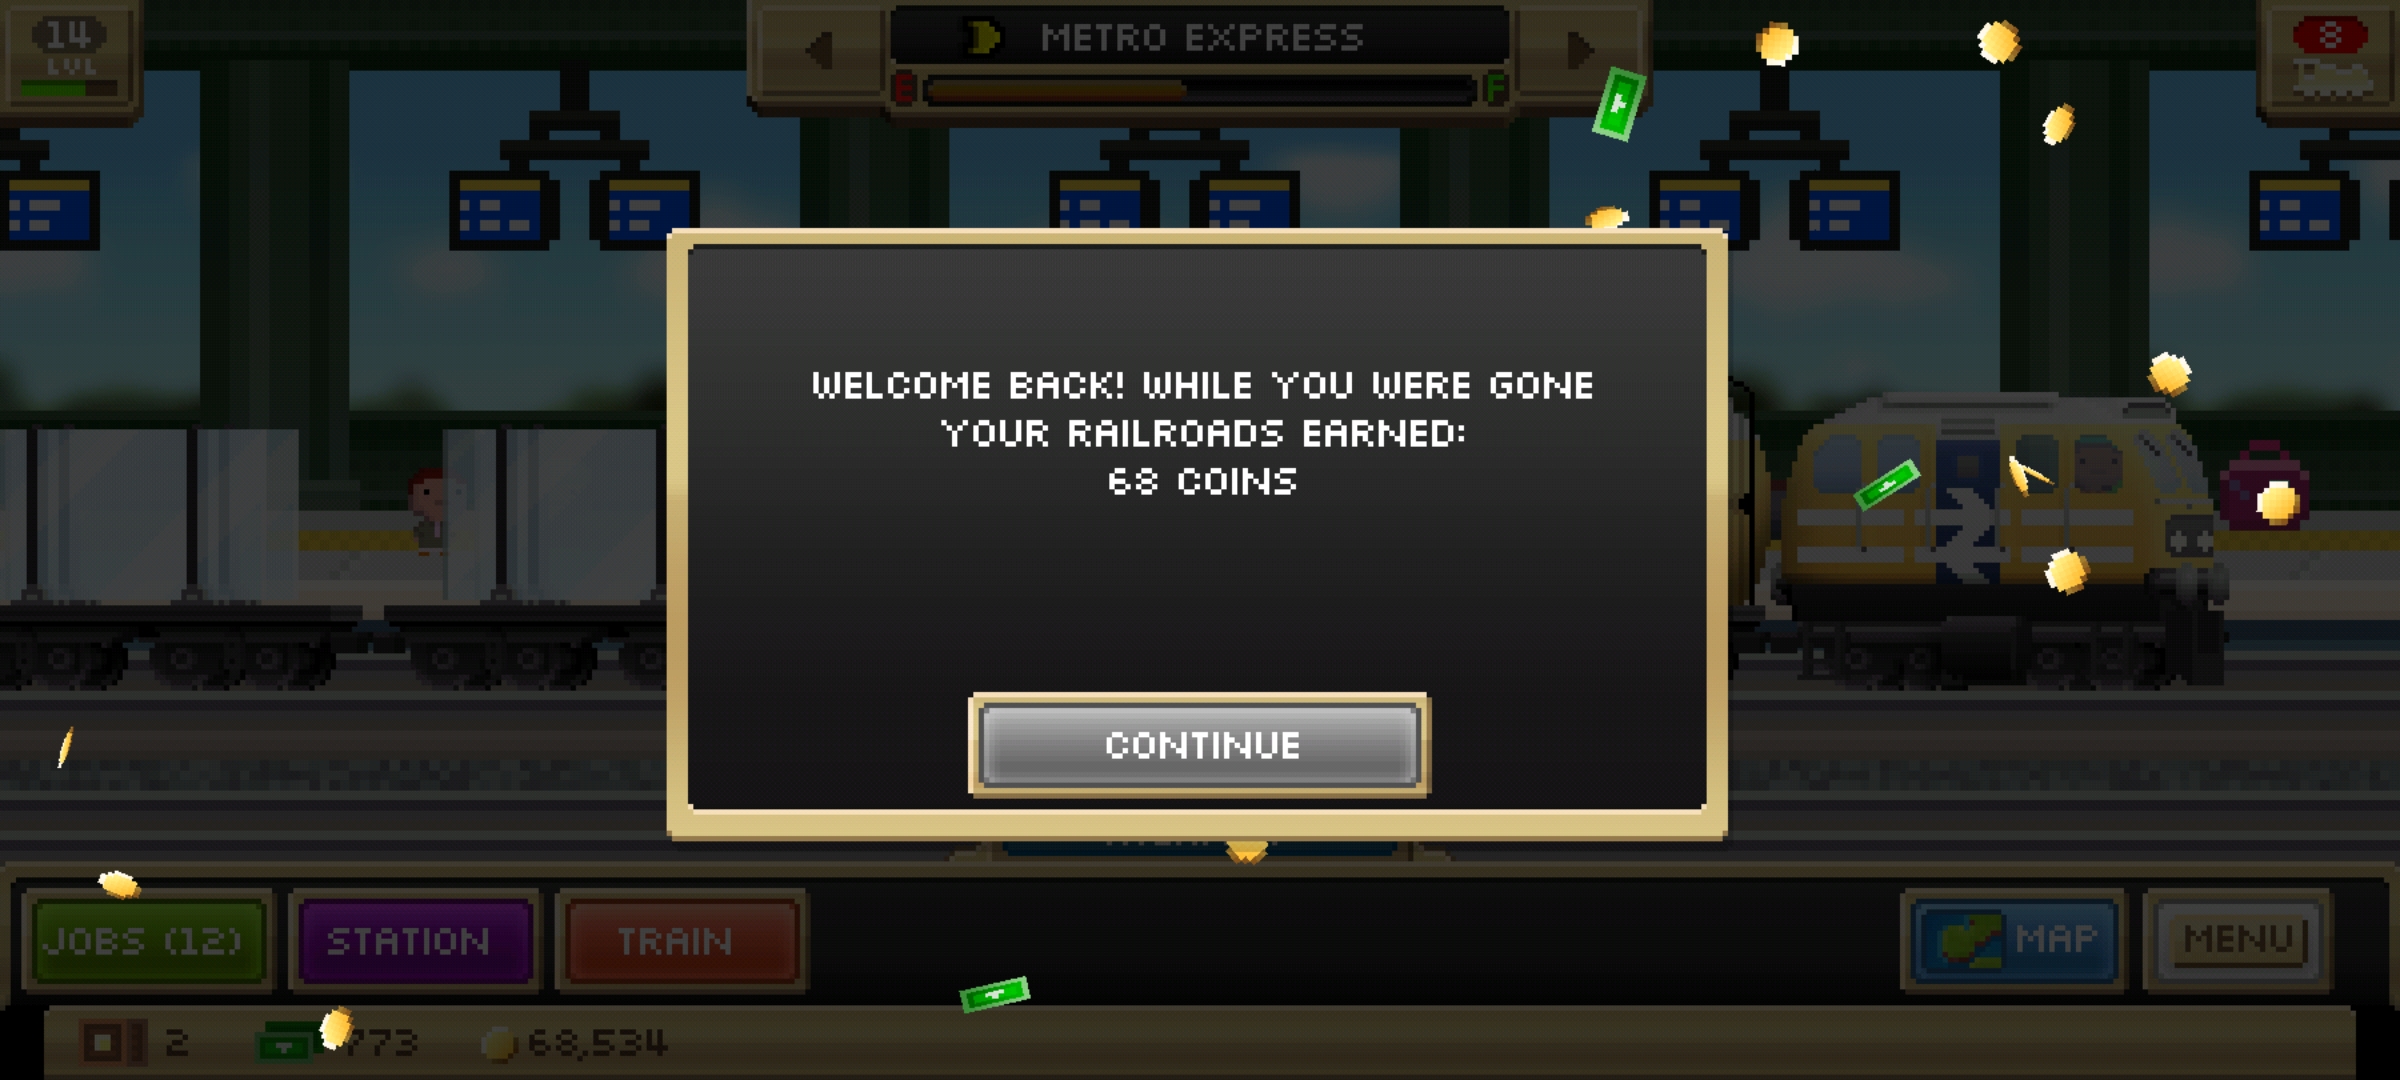 14
LVL
METRO EXPRESS
E F
8
WELCOME BACK! WHILE YOU WERE GONE
YOUR RAILROADS EARNED:
68 COINS
CONTINUE
JOBS (12) STATION TRAIN MAP MENU
2 773 68,534